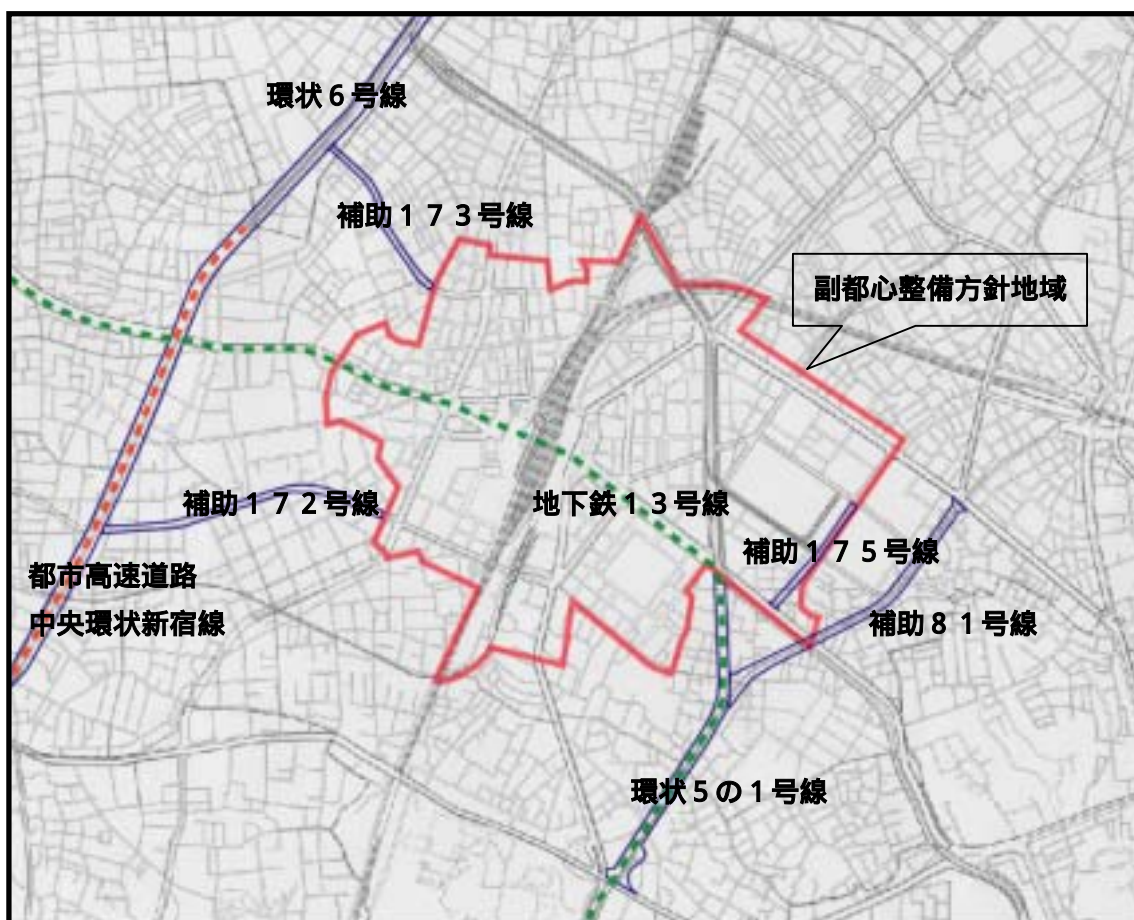 環状６号線
補助１７３号線
副都心整備方針地域
補助１７２号線
地下鉄１３号線
補助１７５号線
都市高速道路
中央環状新宿線
補助８１号線
環状５の１号線